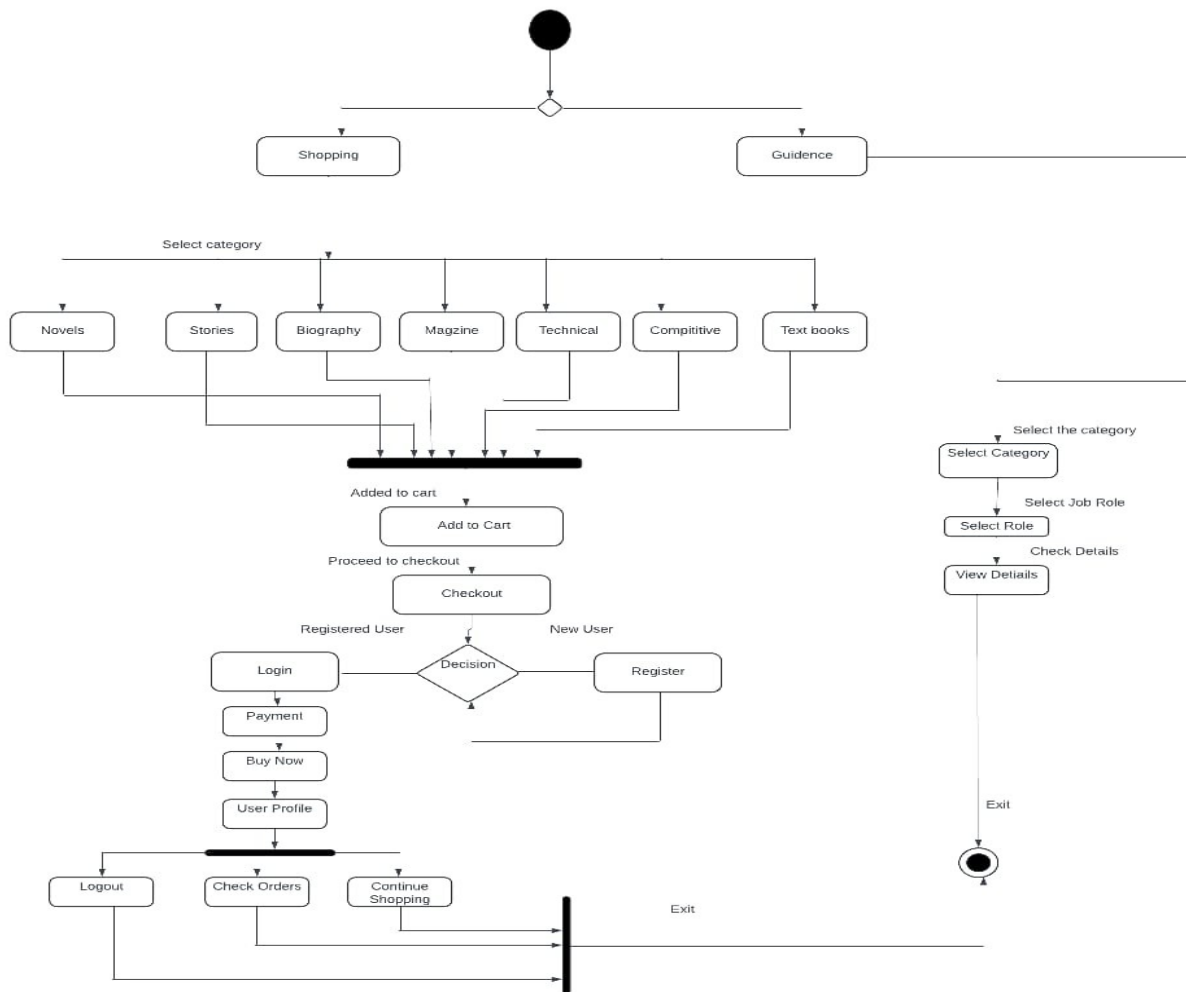 Shopping
Guidence
Select category
Novels
Stories
Biography
Magzine
Technical
Compititive
Text books
Select the category
Select Category
Added to cart
Select Job Role
Add to Cart
Select Role
Check Details
Proceed to checkout
View Detiails
Checkout
Registered User
New User
Decision
Login
Register
Payment
Buy Now
User Profile
Exit
Logout
Check Orders
Continue
Shopping
Exit